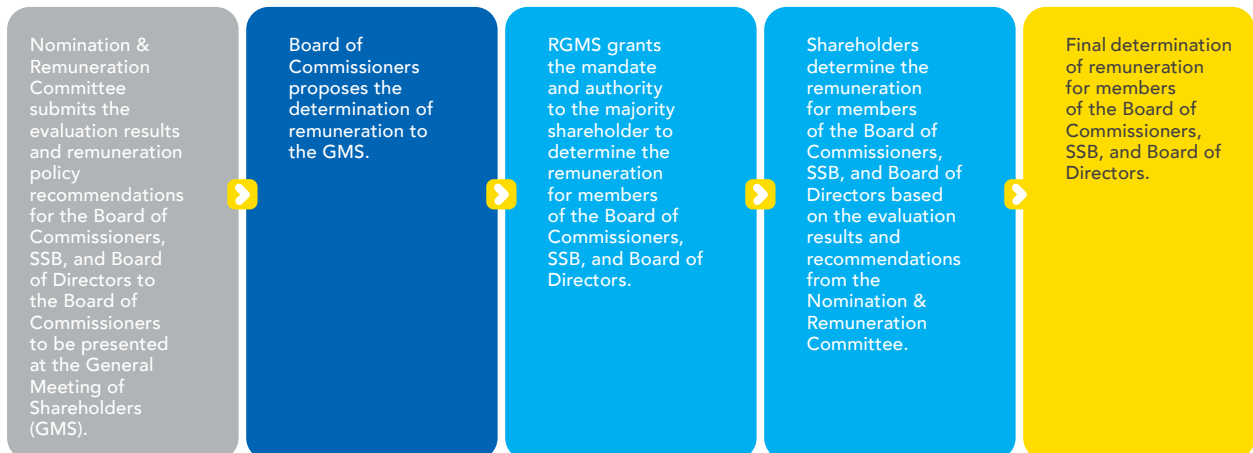 Nomination &
Remuneration
Committee
submits the
evaluation results
and remuneration
policy
recommendations
for the Board of
Commissioners,
SSB, and Board
of Directors to
the Board of
Commissioners
to be presented
at the General
Meeting of
Shareholders
(GMS).
Board of
Commissioners
proposes the
determination of
remuneration to
the GMS.
RGMS grants
the mandate
and authority
to the majority
shareholder to
determine the
remuneration
for members
of the Board of
Commissioners,
SSB, and Board of
Directors.
Shareholders
determine the
remuneration
for members
of the Board of
Commissioners,
SSB, and Board of
Directors based
on the evaluation
results and
recommendations
from the
Nomination &
Remuneration
Committee.
Final determination
of remuneration
for members
of the Board of
Commissioners,
SSB, and Board of
Directors.